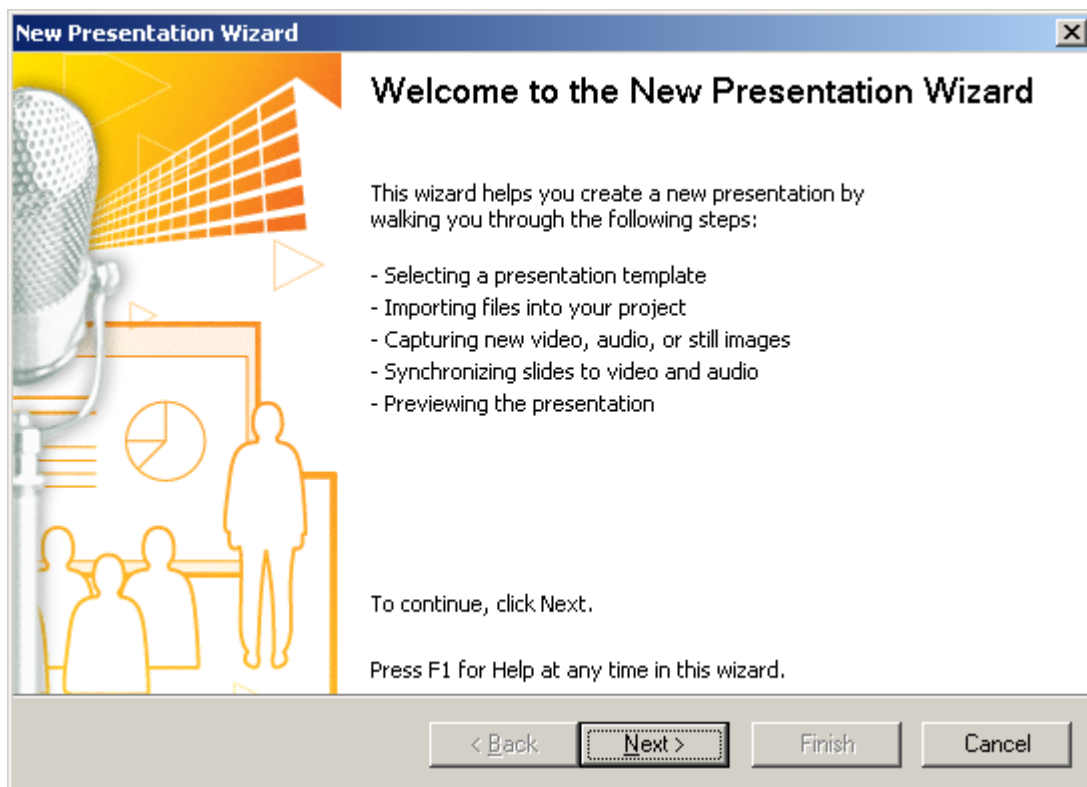 New Presentation Wizard
Welcome to the New Presentation Wizard
This wizard helps you create a new presentation by
walking you through the following steps:
- Selecting a presentation template
- Importing files into your project
- Capturing new video, audio, or still images
- Synchronizing slides to video and audio
- Previewing the presentation
To continue, click Next.
Press F1 for Help at any time in this wizard.
< Back Next > Finish Cancel